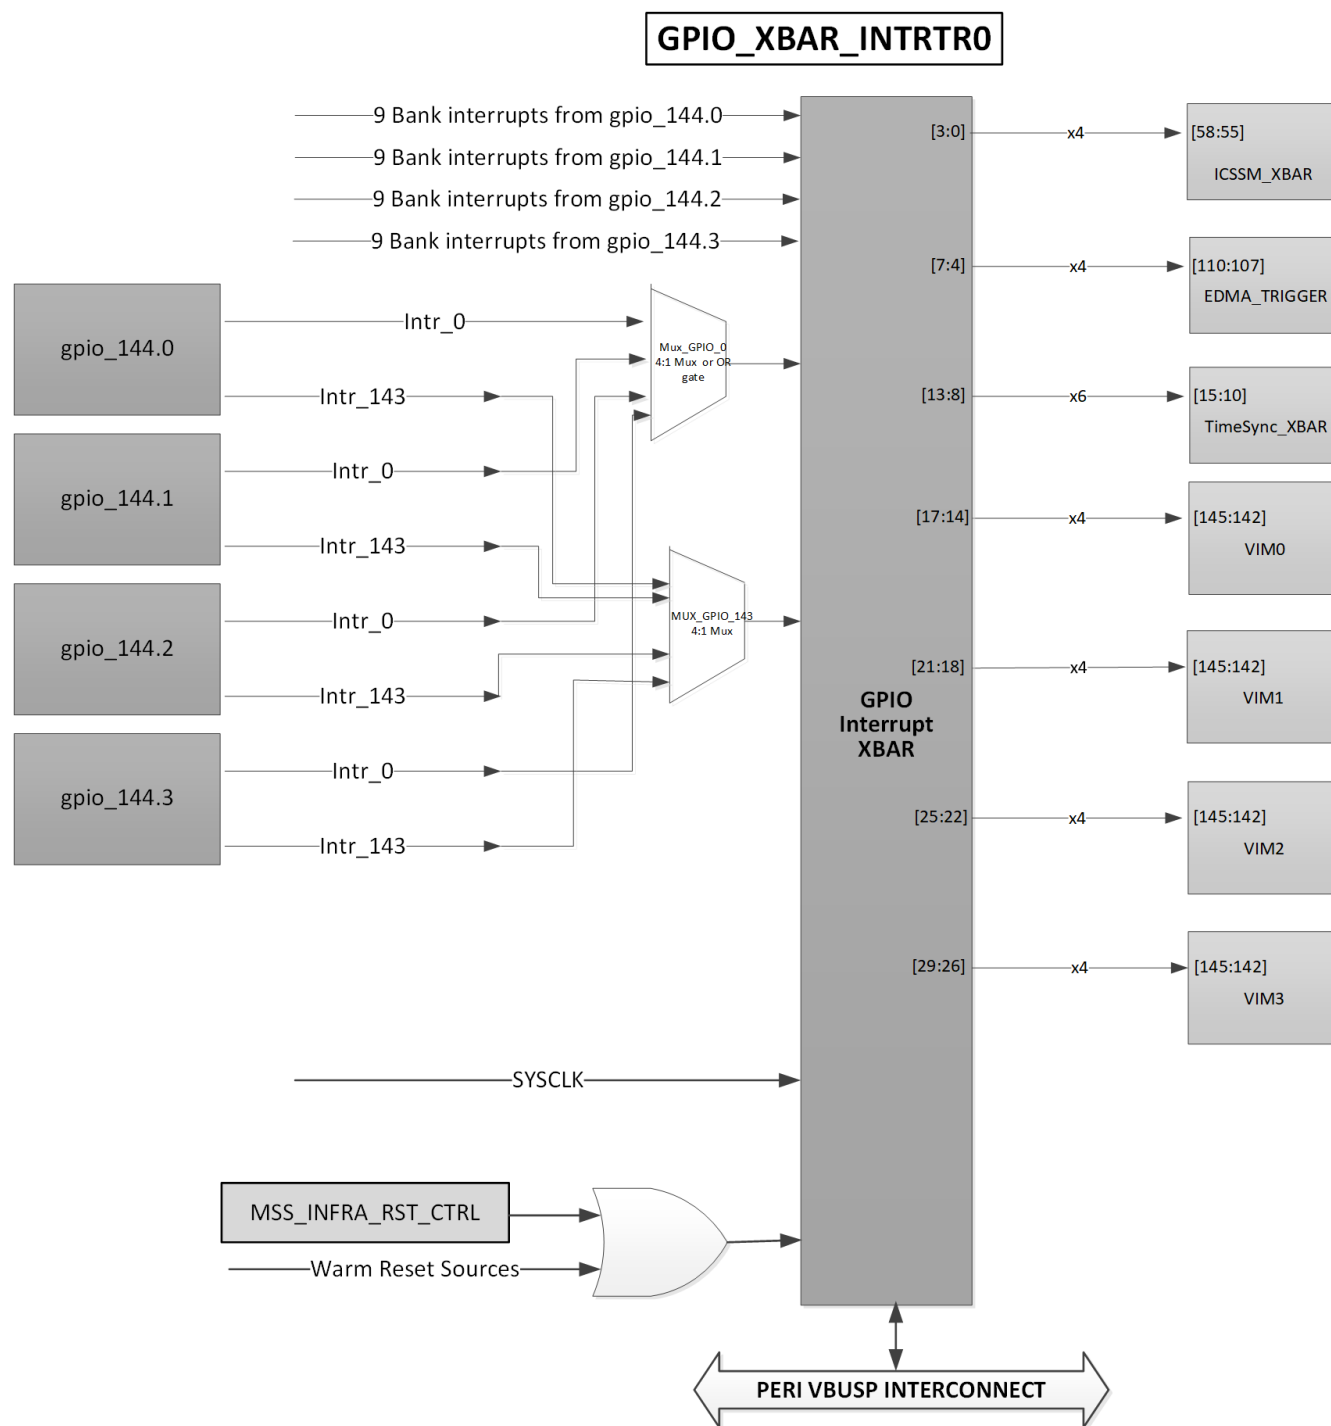 GPIO_XBAR_INTRTR0
9 Bank interrupts from gpio_144.0
9 Bank interrupts from gpio_144.1
9 Bank interrupts from gpio_144.2
9 Bank interrupts from gpio_144.3
gpio_144.0
Intr_0
Intr_143
gpio_144.1
Intr_0
Intr_143
gpio_144.2
Intr_0
Intr_143
gpio_144.3
Intr_0
Intr_143
Mux_GPIO_0
4:1 Mux or OR
gate
MUX_GPIO_143
4:1 Mux
GPIO
Interrupt
XBAR
[3:0]
x4
[58:55]
ICSSM_XBAR
[7:4]
x4
[110:107]
EDMA_TRIGGER
[13:8]
x6
[15:10]
TimeSync_XBAR
[17:14]
x4
[145:142]
VIM0
[21:18]
x4
[145:142]
VIM1
[25:22]
x4
[145:142]
VIM2
[29:26]
x4
[145:142]
VIM3
SYSCLK
MSS_INFRA_RST_CTRL
Warm Reset Sources
PERI VBUSP INTERCONNECT